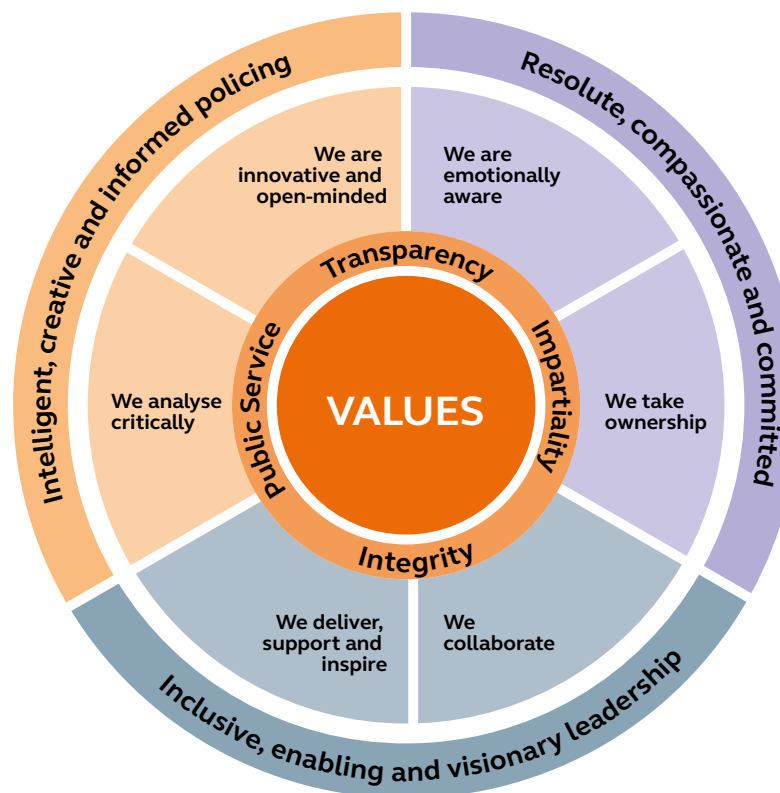 Intelligent, creative and informed policing
Resolute, compassionate and committed
We are
innovative and
open-minded
We are
emotionally
aware
Transparency
Public Service
Impartiality
VALUES
We analyse
critically
We take
ownership
Integrity
We deliver,
support and
inspire
We
collaborate
Inclusive, enabling and visionary leadership